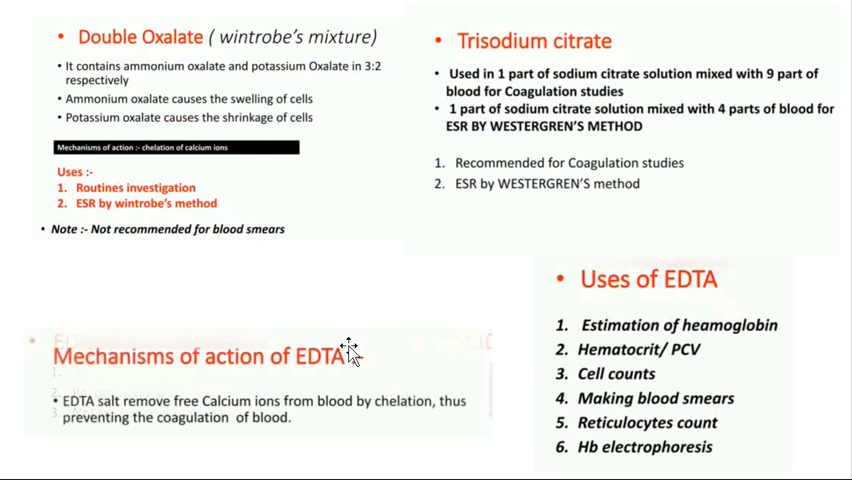 • Double Oxalate ( wintrobe's mixture)
• It contains ammonium oxalate and potassium Oxalate in 3:2
respectively
• Ammonium oxalate causes the swelling of cells
• Potassium oxalate causes the shrinkage of cells
Mechanisms of action :- chelation of calcium ions
Uses :-
1. Routines investigation
2. ESR by wintrobe's method
• Note :- Not recommended for blood smears
• Trisodium citrate
• Used in 1 part of sodium citrate solution mixed with 9 part of
blood for Coagulation studies
• 1 part of sodium citrate solution mixed with 4 parts of blood for
ESR BY WESTERGREN'S METHOD
1. Recommended for Coagulation studies
2. ESR by WESTERGREN'S method
Mechanisms of action of EDTA :-
• EDTA salt remove free Calcium ions from blood by chelation, thus
preventing the coagulation of blood.
• Uses of EDTA
1. Estimation of heamoglobin
2. Hematocrit/ PCV
3. Cell counts
4. Making blood smears
5. Reticulocytes count
6. Hb electrophoresis